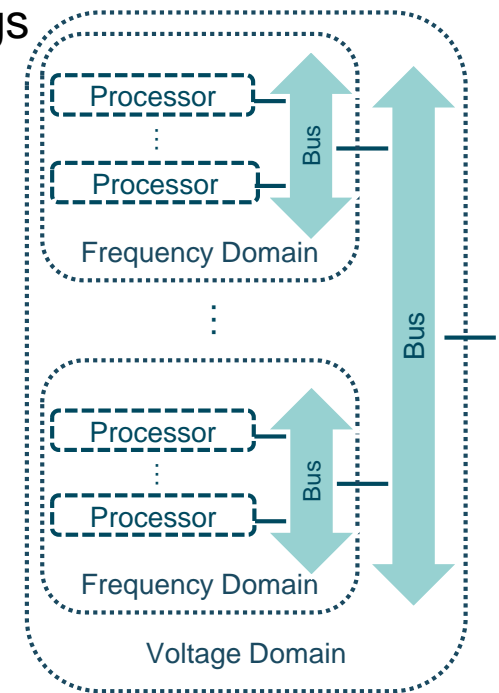 gs
Processor
Bus
Processor
Frequency Domain
Bus
Processor
Bus
Processor
Frequency Domain
Voltage Domain